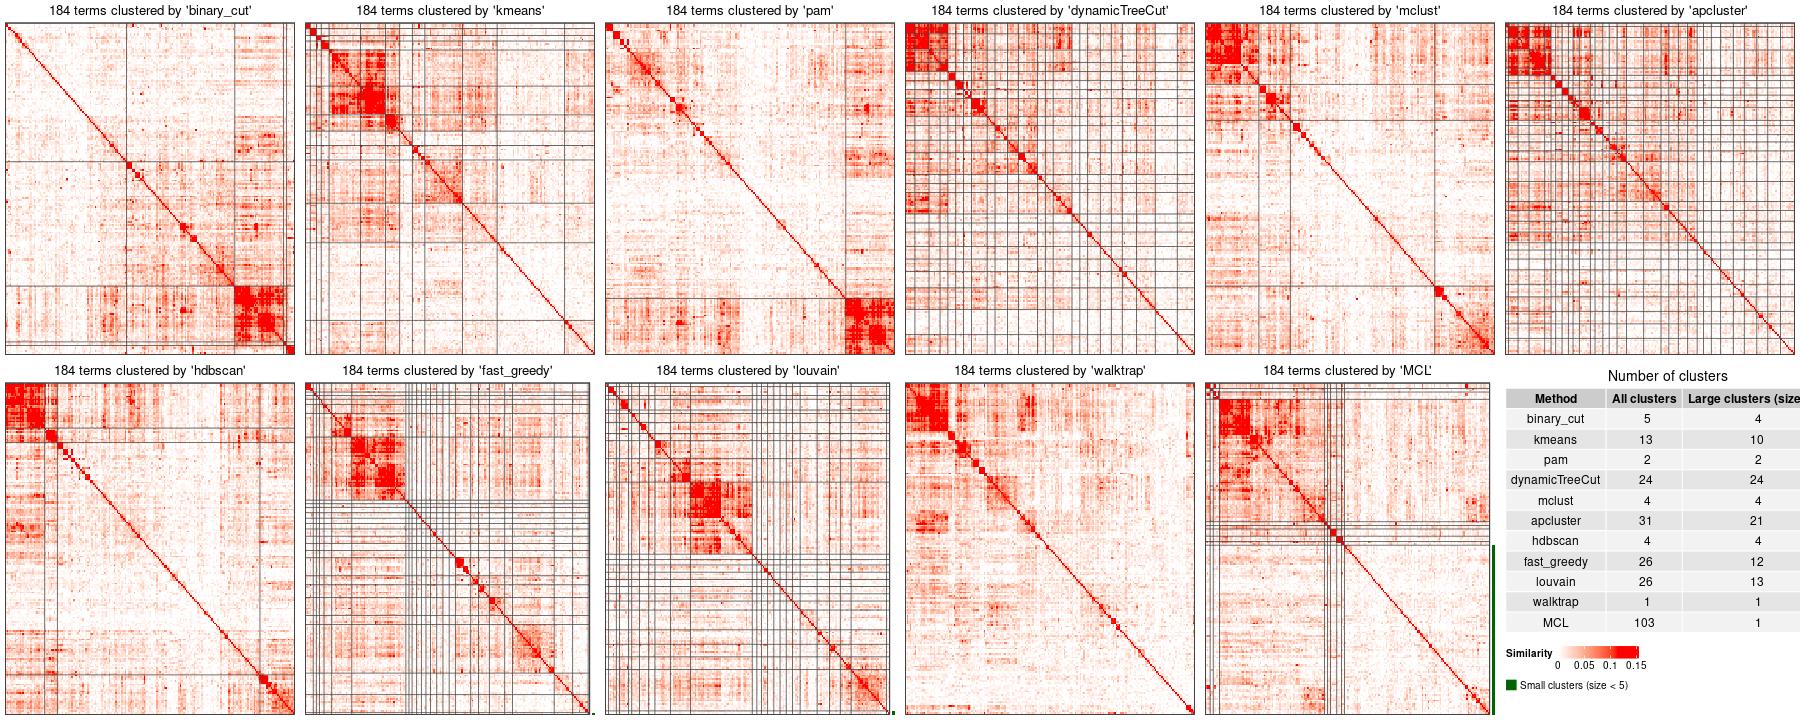 184 terms clustered by 'binary_cut'
184 terms clustered by 'kmeans'
184 terms clustered by 'pam'
184 terms clustered by 'dynamicTreeCut'
184 terms clustered by 'mclust'
184 terms clustered by 'apcluster'
184 terms clustered by 'hdbscan'
184 terms clustered by 'fast_greedy'
184 terms clustered by 'louvain'
184 terms clustered by 'walktrap'
184 terms clustered by 'MCL'
Number of clusters
Method All clusters Large clusters (size
binary_cut 5 4
kmeans 13 10
pam 2 2
dynamicTreeCut 24 24
mclust 4 4
apcluster 31 21
hdbscan 4 4
fast_greedy 26 12
louvain 26 13
walktrap 1 1
MCL 103 1
Similarity
0 0.05 0.1 0.15
Small clusters (size < 5)